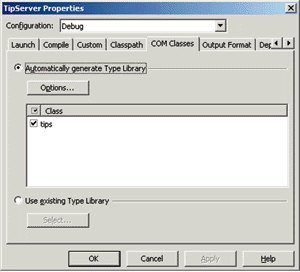 TipServer Properties
Configuration: Debug
Launch Compile Custom Classpath COM Classes Output Format
Automatically generate Type Library
Options...
Class
tips
Use existing Type Library
Select...
OK Cancel Apply Help